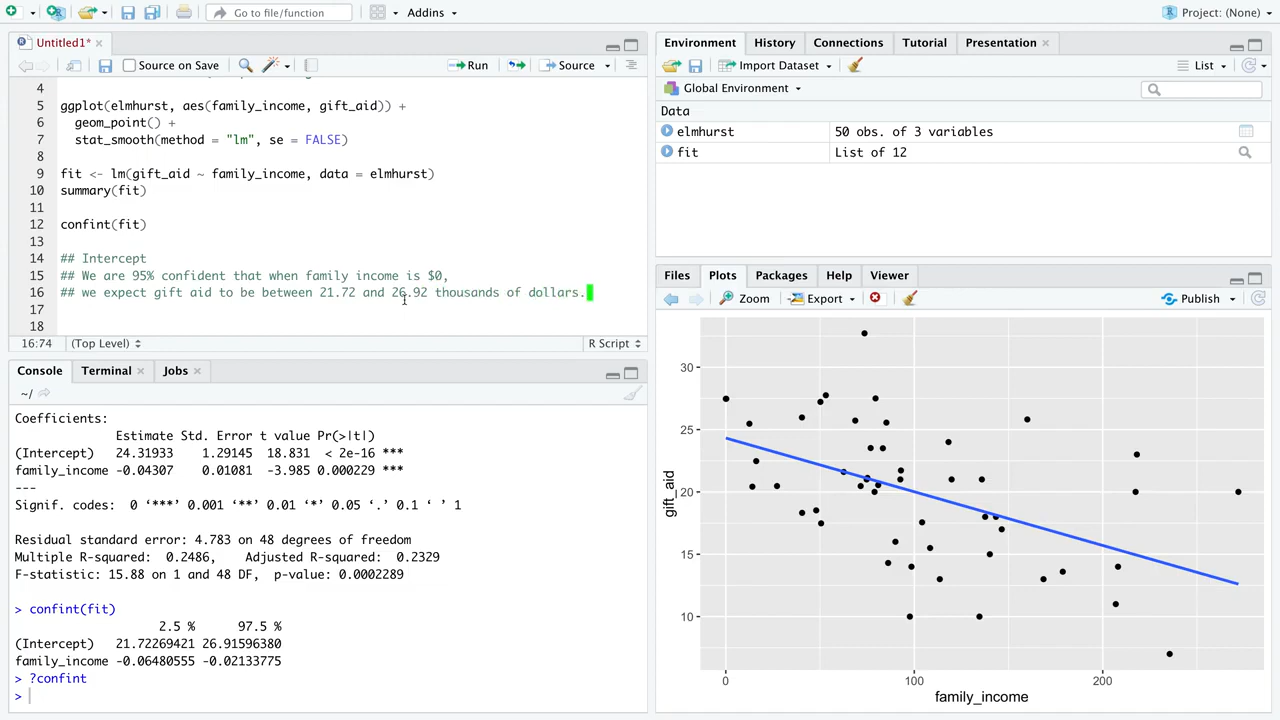 Go to file/function
Addins
Project: (None)
Untitled1*
Source on Save
Run
Source
4
5 ggplot(elmhurst, aes(family_income, gift_aid)) +
6 geom_point() +
7 stat_smooth(method = "lm", se = FALSE)
8
9 fit <- lm(gift_aid ~ family_income, data = elmhurst)
10 summary(fit)
11
12 confint(fit)
13
14 ## Intercept
15 ## We are 95% confident that when family income is $0,
16 ## we expect gift aid to be between 21.72 and 26.92 thousands of dollars.
17
18
16:74 (Top Level) R Script
Console Terminal Jobs
~/
Coefficients:
Estimate Std. Error t value Pr(>|t|)
(Intercept) 24.31933 1.29145 18.831 < 2e-16 ***
family_income -0.04307 0.01081 -3.985 0.000229 ***
---
Signif. codes: 0 ‘***’ 0.001 ‘**’ 0.01 ‘*’ 0.05 ‘.’ 0.1 ‘ ’ 1
Residual standard error: 4.783 on 48 degrees of freedom
Multiple R-squared: 0.2486, Adjusted R-squared: 0.2329
F-statistic: 15.88 on 1 and 48 DF, p-value: 0.0002289
> confint(fit)
2.5 % 97.5 %
(Intercept) 21.72269421 26.91596380
family_income -0.06480555 -0.02133775
> ?confint
>
Environment History Connections Tutorial Presentation
Import Dataset
List
Global Environment
Data
elmhurst 50 obs. of 3 variables
fit List of 12
Files Plots Packages Help Viewer
Zoom Export Publish
gift_aid
30
25
20
15
10
0 100 200
family_income